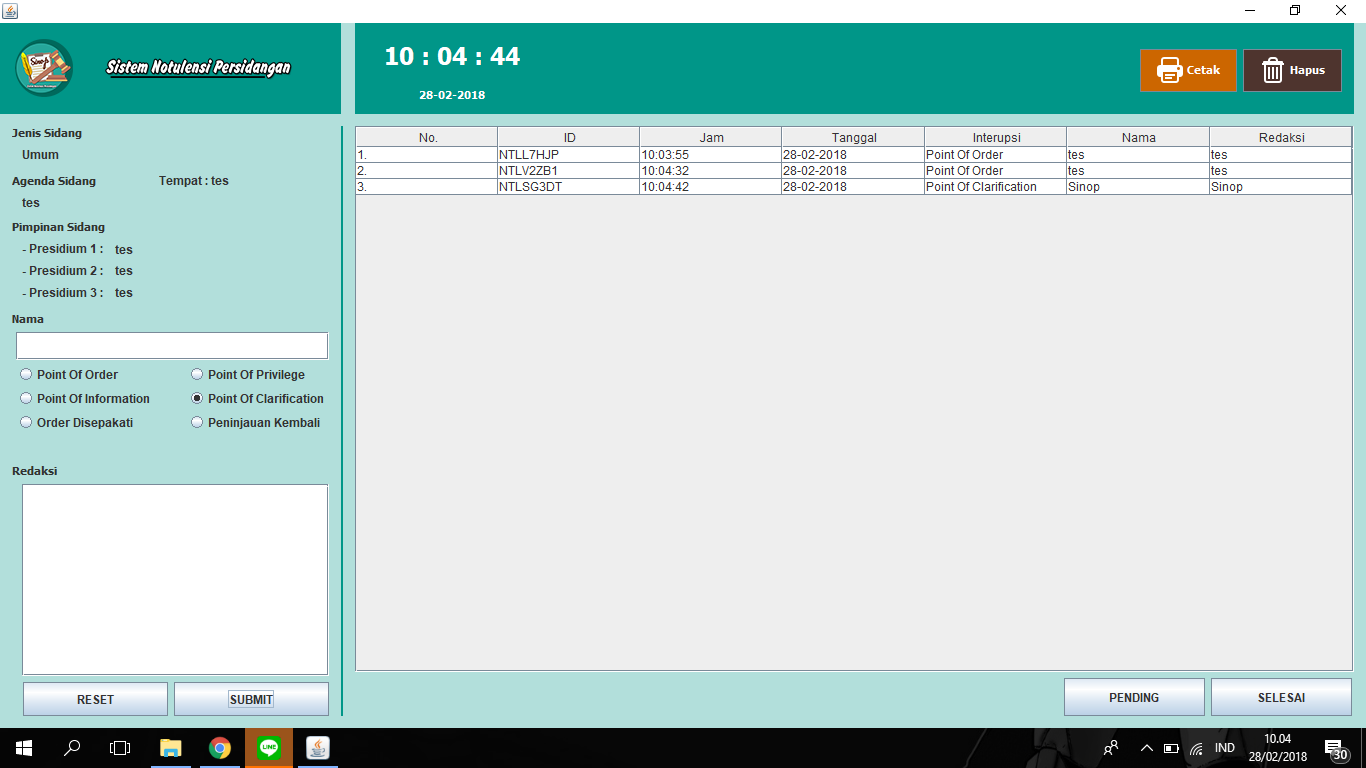 Sinop
Sistem Notulensi Persidangan
10 : 04 : 44
28-02-2018
Cetak
Hapus
Jenis Sidang
Umum
Agenda Sidang
Tempat : tes
tes
Pimpinan Sidang
- Presidium 1 : tes
- Presidium 2 : tes
- Presidium 3 : tes
Nama
Point Of Order
Point Of Privilege
Point Of Information
Point Of Clarification
Order Disepakati
Peninjauan Kembali
Redaksi
RESET
SUBMIT
No. ID Jam Tanggal Interupsi Nama Redaksi
1. NTLL7HJP 10:03:55 28-02-2018 Point Of Order tes tes
2. NTLV2ZB1 10:04:32 28-02-2018 Point Of Order tes tes
3. NTLSG3DT 10:04:42 28-02-2018 Point Of Clarification Sinop Sinop
PENDING
SELESAI
LINE
IND
10.04
28/02/2018
30